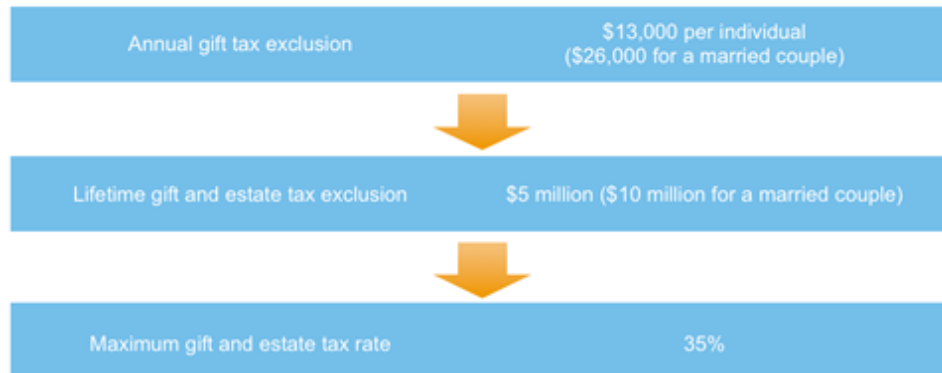 Annual gift tax exclusion
$13,000 per individual
($26,000 for a married couple)
Lifetime gift and estate tax exclusion
$5 million ($10 million for a married couple)
Maximum gift and estate tax rate
35%